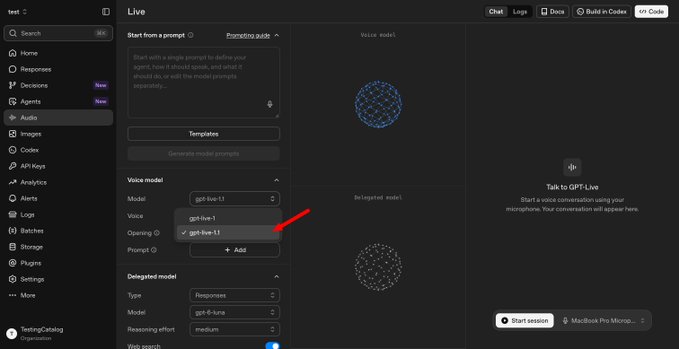 test
Search
⌘K
Home
Responses
Decisions New
Agents New
Audio
Images
Codex
API Keys
Analytics
Alerts
Logs
Batches
Storage
Plugins
Settings
More
T
TestingCatalog
Organization
Live
Chat
Logs
Docs
Build in Codex
Code
Start from a prompt
Prompting guide
Start with a single prompt to define your
agent, how it should speak, and what it
should do, or edit the model prompts
separately...
Templates
Generate model prompts
Voice model
Model gpt-live-1.1
Voice
gpt-live-1
Opening
gpt-live-1.1
Prompt + Add
Delegated model
Type Responses
Model gpt-6-luna
Reasoning effort medium
Web search
Voice model
Delegated model
Talk to GPT-Live
Start a voice conversation using your
microphone. Your conversation will appear here.
Start session
MacBook Pro Microp...